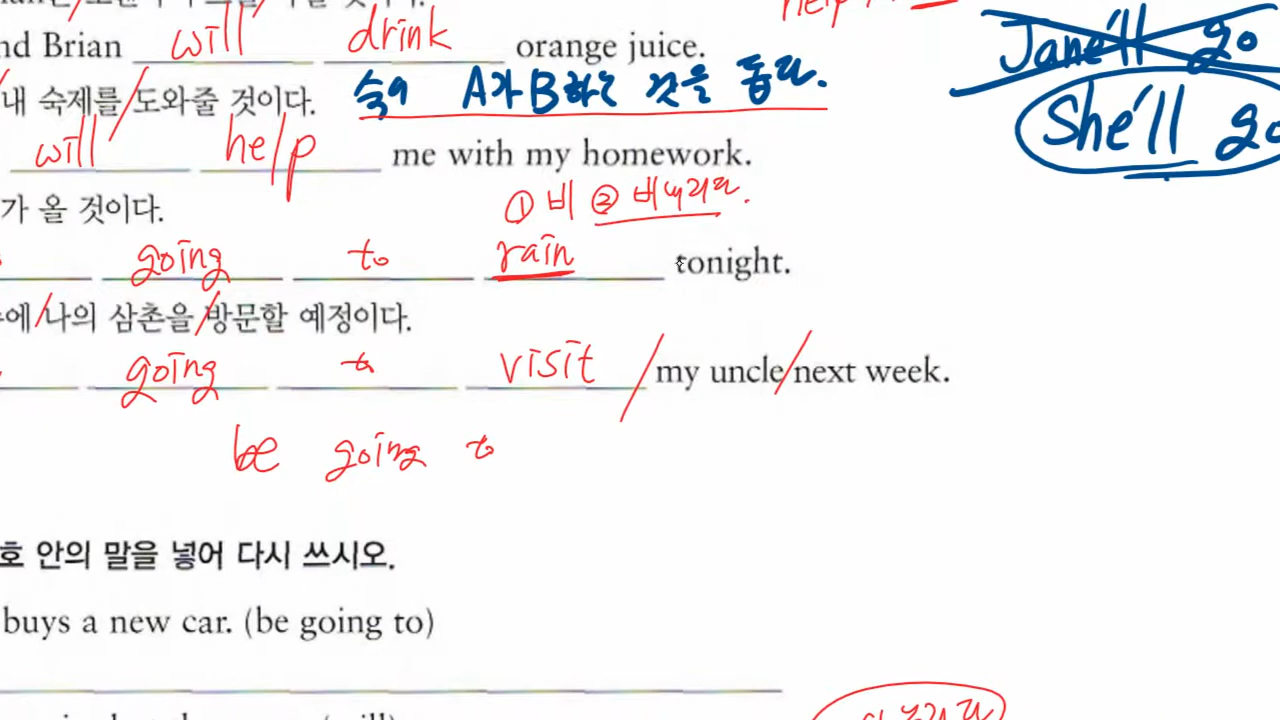 help
nd Brian will drink orange juice.
Jane'll go
내 숙제를/도와줄 것이다. 숙어 A가 B하는 것을 돕다.
She'll go
will help me with my homework.
가 올 것이다. ① 비 ② 비내리다.
going to rain tonight.
에/나의 삼촌을/방문할 예정이다.
going to visit / my uncle/next week.
be going to
호 안의 말을 넣어 다시 쓰시오.
buys a new car. (be going to)
(will)